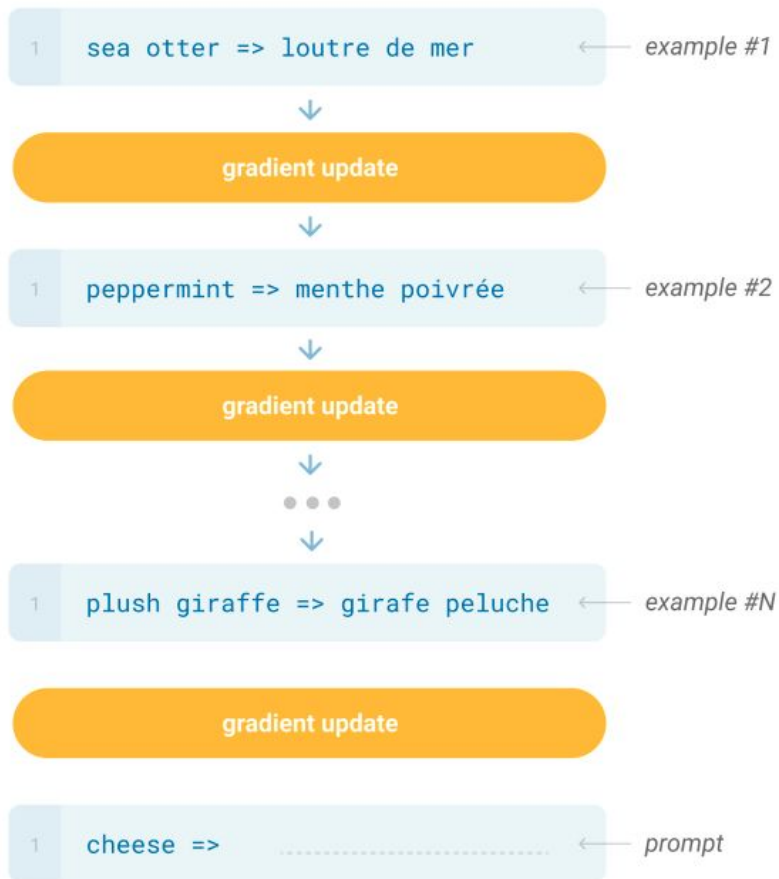 1 sea otter => loutre de mer example #1
gradient update
1 peppermint => menthe poivrée example #2
gradient update
1 plush giraffe => girafe peluche example #N
gradient update
1 cheese => prompt